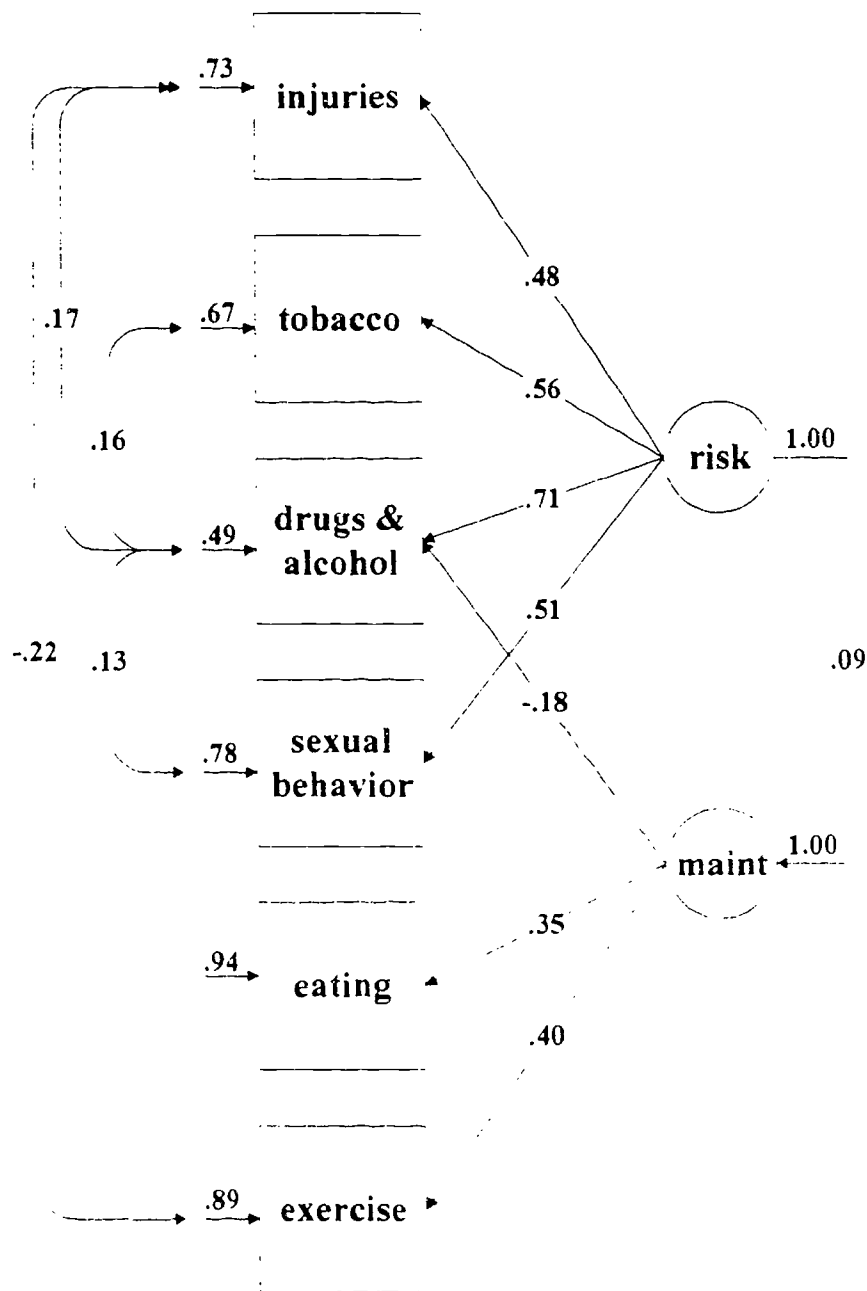 .73
injuries
.48
.17
.67
tobacco
.56
.16
risk
1.00
.71
.49
drugs &
alcohol
.51
-.22
.13
.09
-.18
.78
sexual
behavior
maint
1.00
.35
.94
eating
.40
.89
exercise